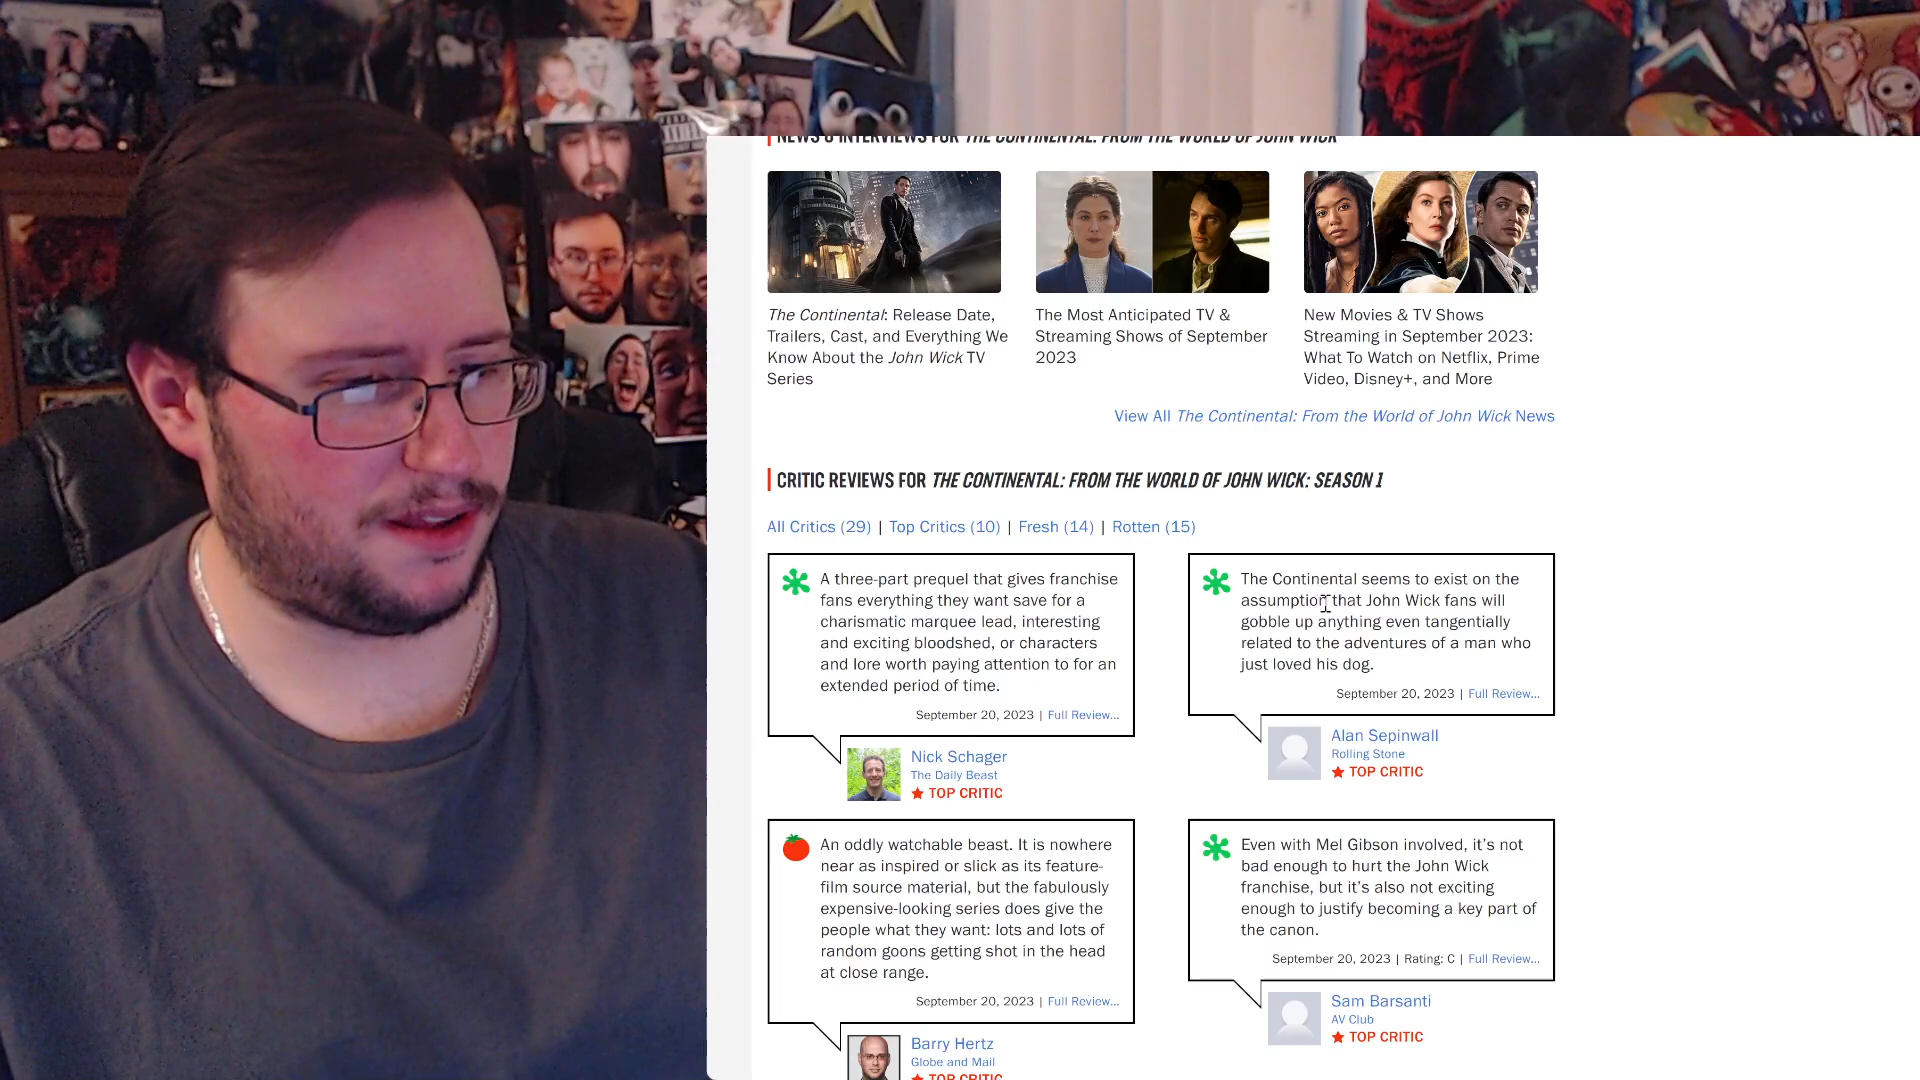 NEWS & INTERVIEWS FOR THE CONTINENTAL: FROM THE WORLD OF JOHN WICK
The Continental: Release Date,
Trailers, Cast, and Everything We
Know About the John Wick TV
Series
The Most Anticipated TV &
Streaming Shows of September
2023
New Movies & TV Shows
Streaming in September 2023:
What To Watch on Netflix, Prime
Video, Disney+, and More
View All The Continental: From the World of John Wick News
CRITIC REVIEWS FOR THE CONTINENTAL: FROM THE WORLD OF JOHN WICK: SEASON 1
All Critics (29) | Top Critics (10) | Fresh (14) | Rotten (15)
A three-part prequel that gives franchise
fans everything they want save for a
charismatic marquee lead, interesting
and exciting bloodshed, or characters
and lore worth paying attention to for an
extended period of time.
September 20, 2023 | Full Review...
Nick Schager
The Daily Beast
TOP CRITIC
The Continental seems to exist on the
assumption that John Wick fans will
gobble up anything even tangentially
related to the adventures of a man who
just loved his dog.
September 20, 2023 | Full Review...
Alan Sepinwall
Rolling Stone
TOP CRITIC
An oddly watchable beast. It is nowhere
near as inspired or slick as its feature-
film source material, but the fabulously
expensive-looking series does give the
people what they want: lots and lots of
random goons getting shot in the head
at close range.
September 20, 2023 | Full Review...
Barry Hertz
Globe and Mail
TOP CRITIC
Even with Mel Gibson involved, it's not
bad enough to hurt the John Wick
franchise, but it's also not exciting
enough to justify becoming a key part of
the canon.
September 20, 2023 | Rating: C | Full Review...
Sam Barsanti
AV Club
TOP CRITIC